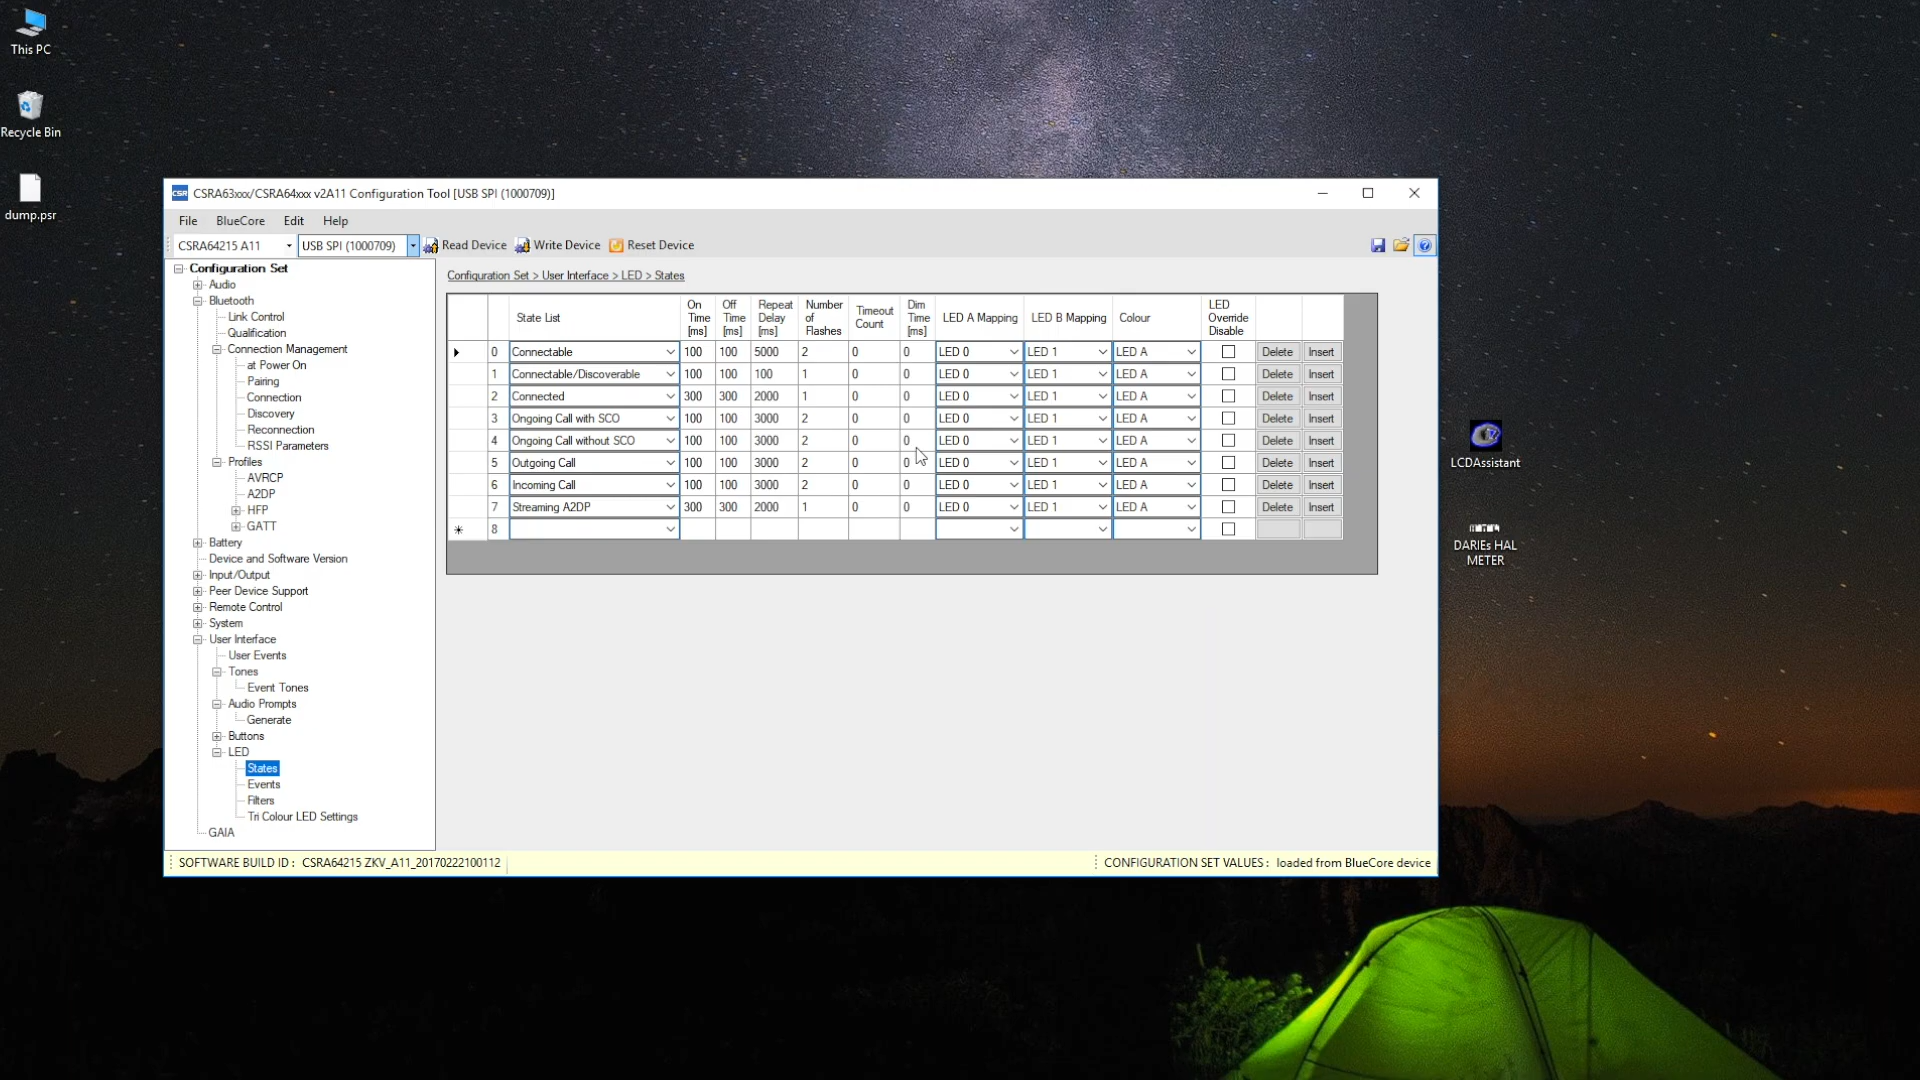 This PC
Recycle Bin
dump.psr
CSR CSRA63xxx/CSRA64xxx v2A11 Configuration Tool [USB SPI (1000709)]
File BlueCore Edit Help
CSRA64215 A11 USB SPI (1000709) Read Device Write Device Reset Device
Configuration Set
Audio
Bluetooth
Link Control
Qualification
Connection Management
at Power On
Pairing
Connection
Discovery
Reconnection
RSSI Parameters
Profiles
AVRCP
A2DP
HFP
GATT
Battery
Device and Software Version
Input/Output
Peer Device Support
Remote Control
System
User Interface
User Events
Tones
Event Tones
Audio Prompts
Generate
Buttons
LED
States
Events
Filters
Tri Colour LED Settings
GAIA
Configuration Set > User Interface > LED > States
State List On Time [ms] Off Time [ms] Repeat Delay [ms] Number of Flashes Timeout Count Dim Time [ms] LED A Mapping LED B Mapping Colour LED Override Disable
0 Connectable 100 100 5000 2 0 0 LED 0 LED 1 LED A Delete Insert
1 Connectable/Discoverable 100 100 100 1 0 0 LED 0 LED 1 LED A Delete Insert
2 Connected 300 300 2000 1 0 0 LED 0 LED 1 LED A Delete Insert
3 Ongoing Call with SCO 100 100 3000 2 0 0 LED 0 LED 1 LED A Delete Insert
4 Ongoing Call without SCO 100 100 3000 2 0 0 LED 0 LED 1 LED A Delete Insert
5 Outgoing Call 100 100 3000 2 0 0 LED 0 LED 1 LED A Delete Insert
6 Incoming Call 100 100 3000 2 0 0 LED 0 LED 1 LED A Delete Insert
7 Streaming A2DP 300 300 2000 1 0 0 LED 0 LED 1 LED A Delete Insert
8
SOFTWARE BUILD ID : CSRA64215 ZKV_A11_20170222100112
CONFIGURATION SET VALUES : loaded from BlueCore device
LCDAssistant
DARIEs HAL
METER